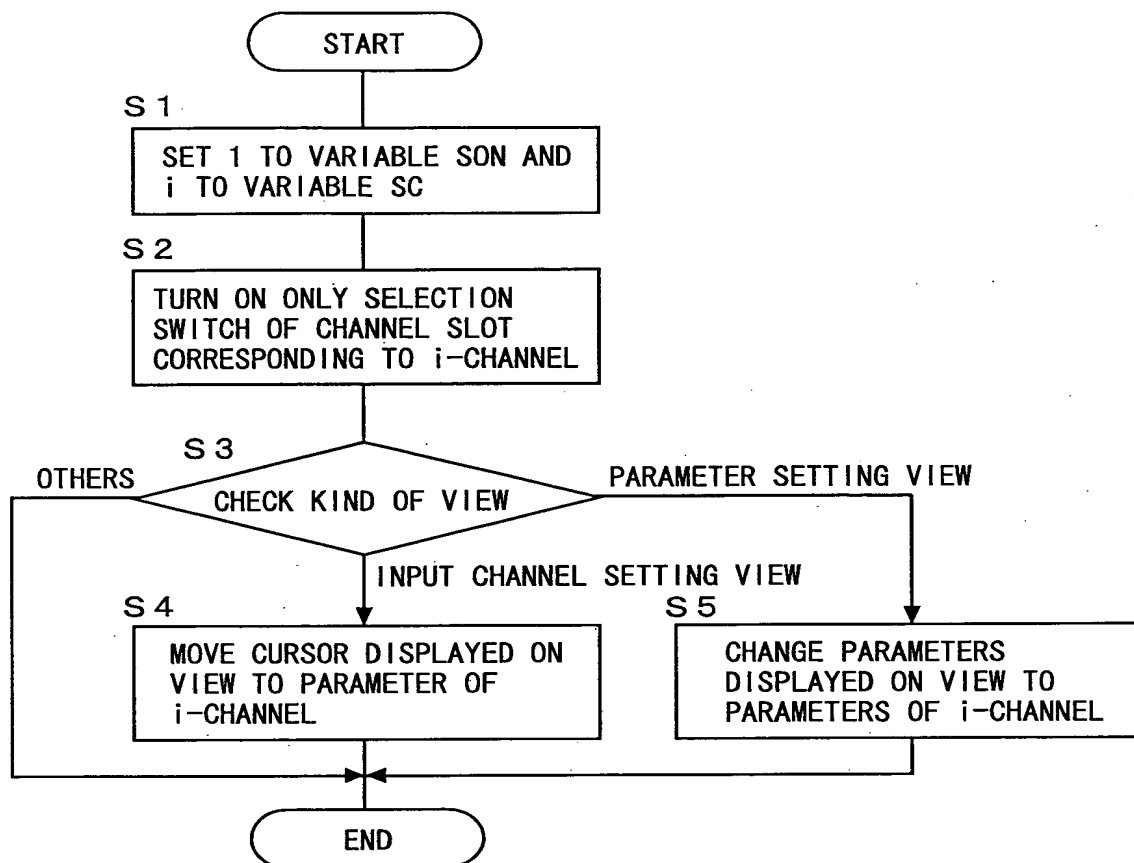 START
S1
SET 1 TO VARIABLE SON AND
i TO VARIABLE SC
S2
TURN ON ONLY SELECTION
SWITCH OF CHANNEL SLOT
CORRESPONDING TO i-CHANNEL
S3
OTHERS
CHECK KIND OF VIEW
PARAMETER SETTING VIEW
INPUT CHANNEL SETTING VIEW
S4
MOVE CURSOR DISPLAYED ON
VIEW TO PARAMETER OF
i-CHANNEL
S5
CHANGE PARAMETERS
DISPLAYED ON VIEW TO
PARAMETERS OF i-CHANNEL
END